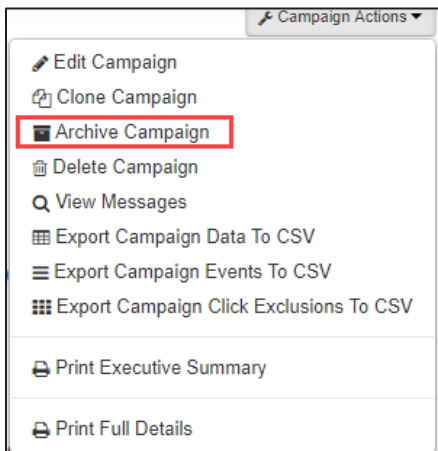 Campaign Actions
Edit Campaign
Clone Campaign
Archive Campaign
Delete Campaign
View Messages
Export Campaign Data To CSV
Export Campaign Events To CSV
Export Campaign Click Exclusions To CSV
Print Executive Summary
Print Full Details